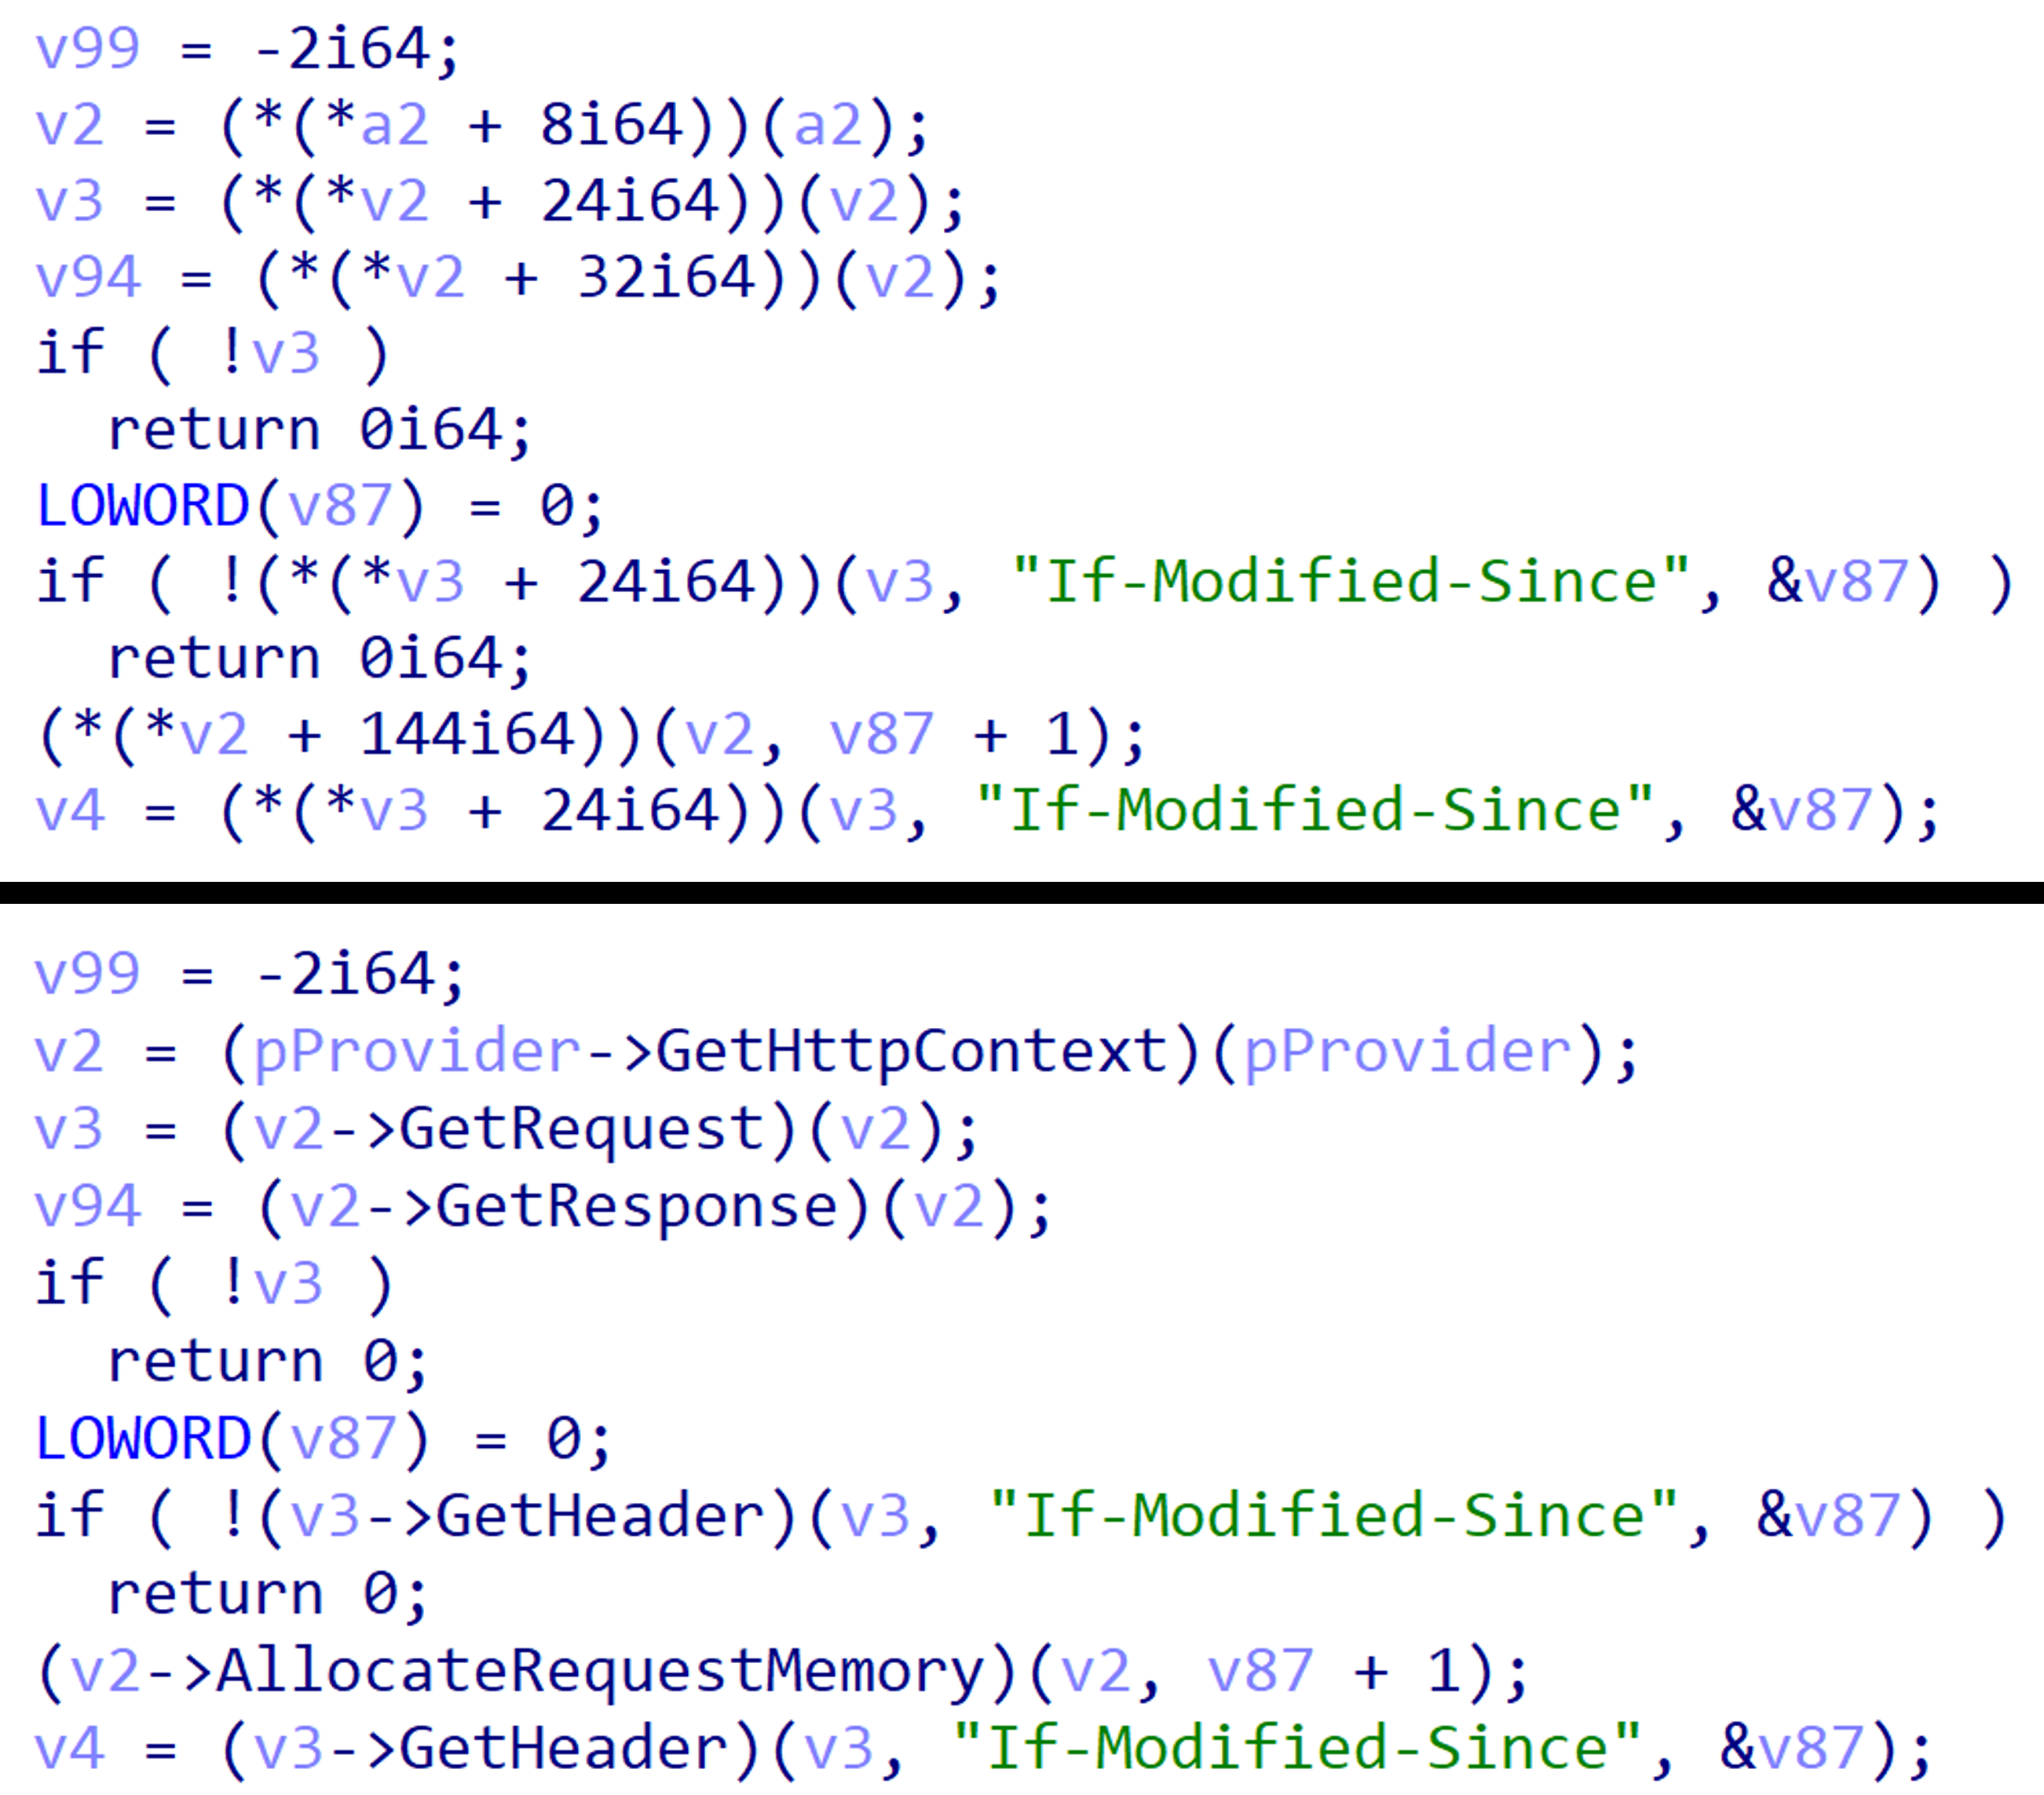 v99 = -2i64;
v2 = (*(*a2 + 8i64))(a2);
v3 = (*(*v2 + 24i64))(v2);
v94 = (*(*v2 + 32i64))(v2);
if ( !v3 )
  return 0i64;
LOWORD(v87) = 0;
if ( !(*(*v3 + 24i64))(v3, "If-Modified-Since", &v87) )
  return 0i64;
(*(*v2 + 144i64))(v2, v87 + 1);
v4 = (*(*v3 + 24i64))(v3, "If-Modified-Since", &v87);
v99 = -2i64;
v2 = (pProvider->GetHttpContext)(pProvider);
v3 = (v2->GetRequest)(v2);
v94 = (v2->GetResponse)(v2);
if ( !v3 )
  return 0;
LOWORD(v87) = 0;
if ( !(v3->GetHeader)(v3, "If-Modified-Since", &v87) )
  return 0;
(v2->AllocateRequestMemory)(v2, v87 + 1);
v4 = (v3->GetHeader)(v3, "If-Modified-Since", &v87);